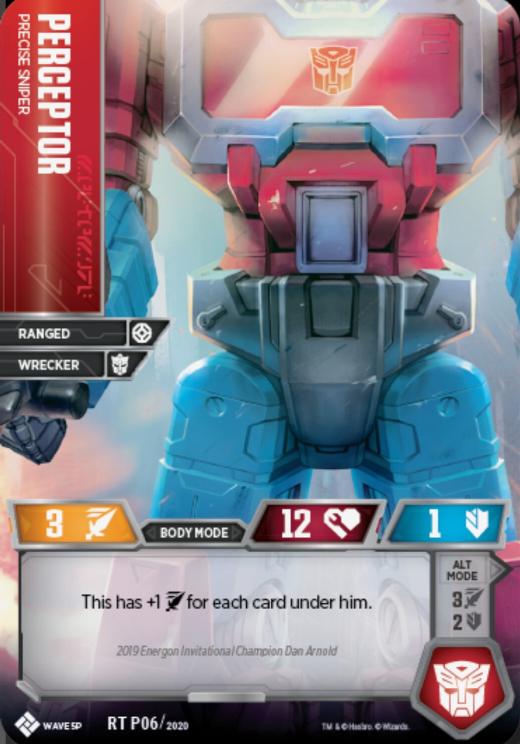 PERCEPTOR
PRECISE SNIPER
RANGED
WRECKER
3
BODY MODE
12
1
This has +1 for each card under him.
2019 Energon Invitational Champion Dan Arnold
ALT
MODE
3
2
WAVE 5P
RT P06/2020
TM & © Hasbro. © Wizards.